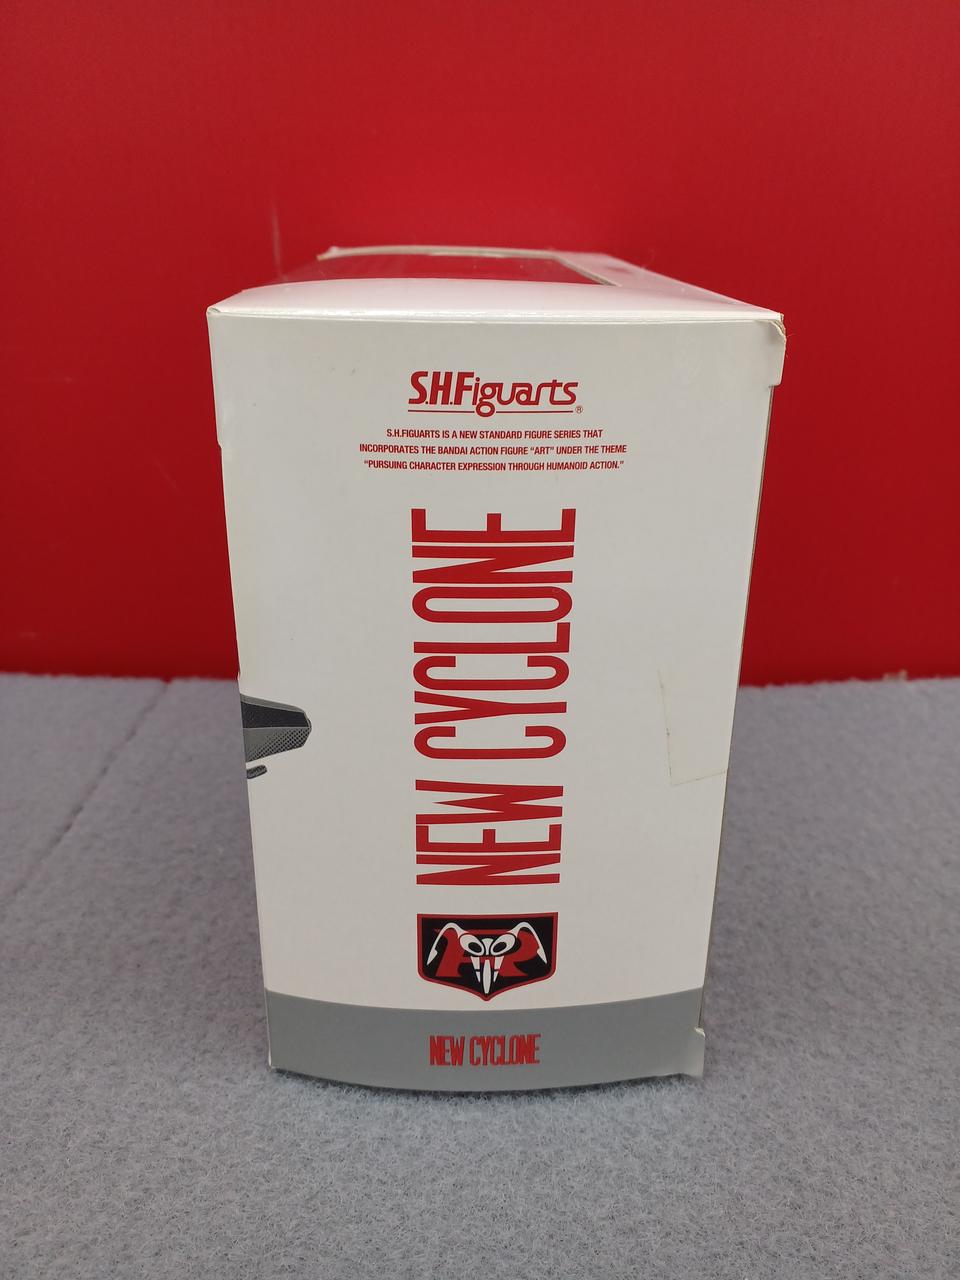 S.H.Figuarts®
S.H.FIGUARTS IS A NEW STANDARD FIGURE SERIES THAT
INCORPORATES THE BANDAI ACTION FIGURE “ART” UNDER THE THEME
“PURSUING CHARACTER EXPRESSION THROUGH HUMANOID ACTION.”
NEW CYCLONE
NEW CYCLONE